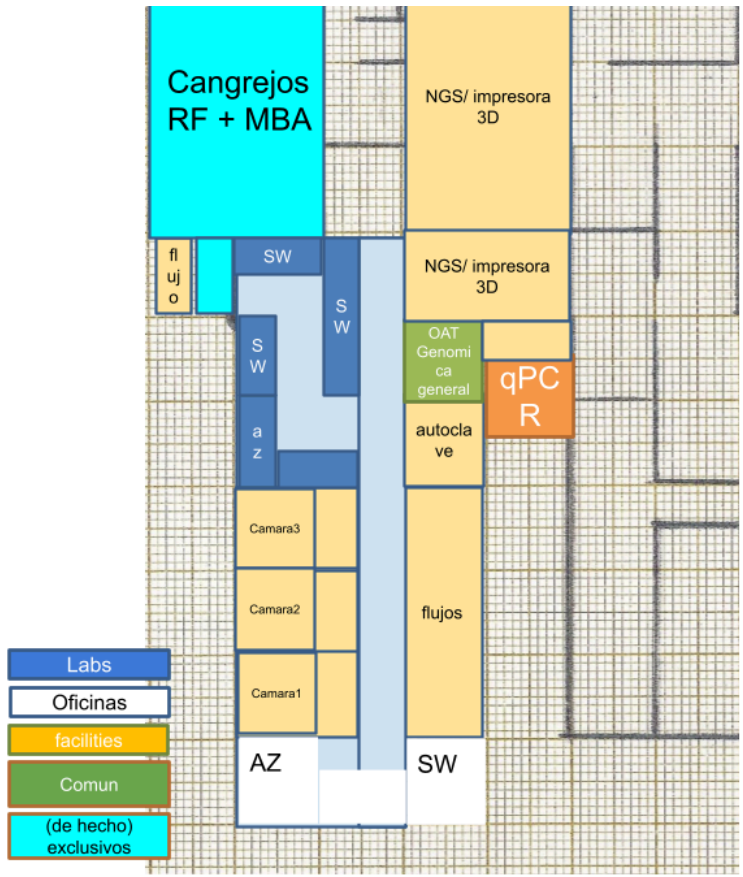 Cangrejos
RF + MBA
NGS/ impresora
3D
fl
uj
o
SW
S
W
NGS/ impresora
3D
S
W
OAT
Genomi
ca
general
qPC
R
a
z
autocla
ve
Camara3
Camara2
flujos
Camara1
AZ
SW
Labs
Oficinas
facilities
Comun
(de hecho)
exclusivos